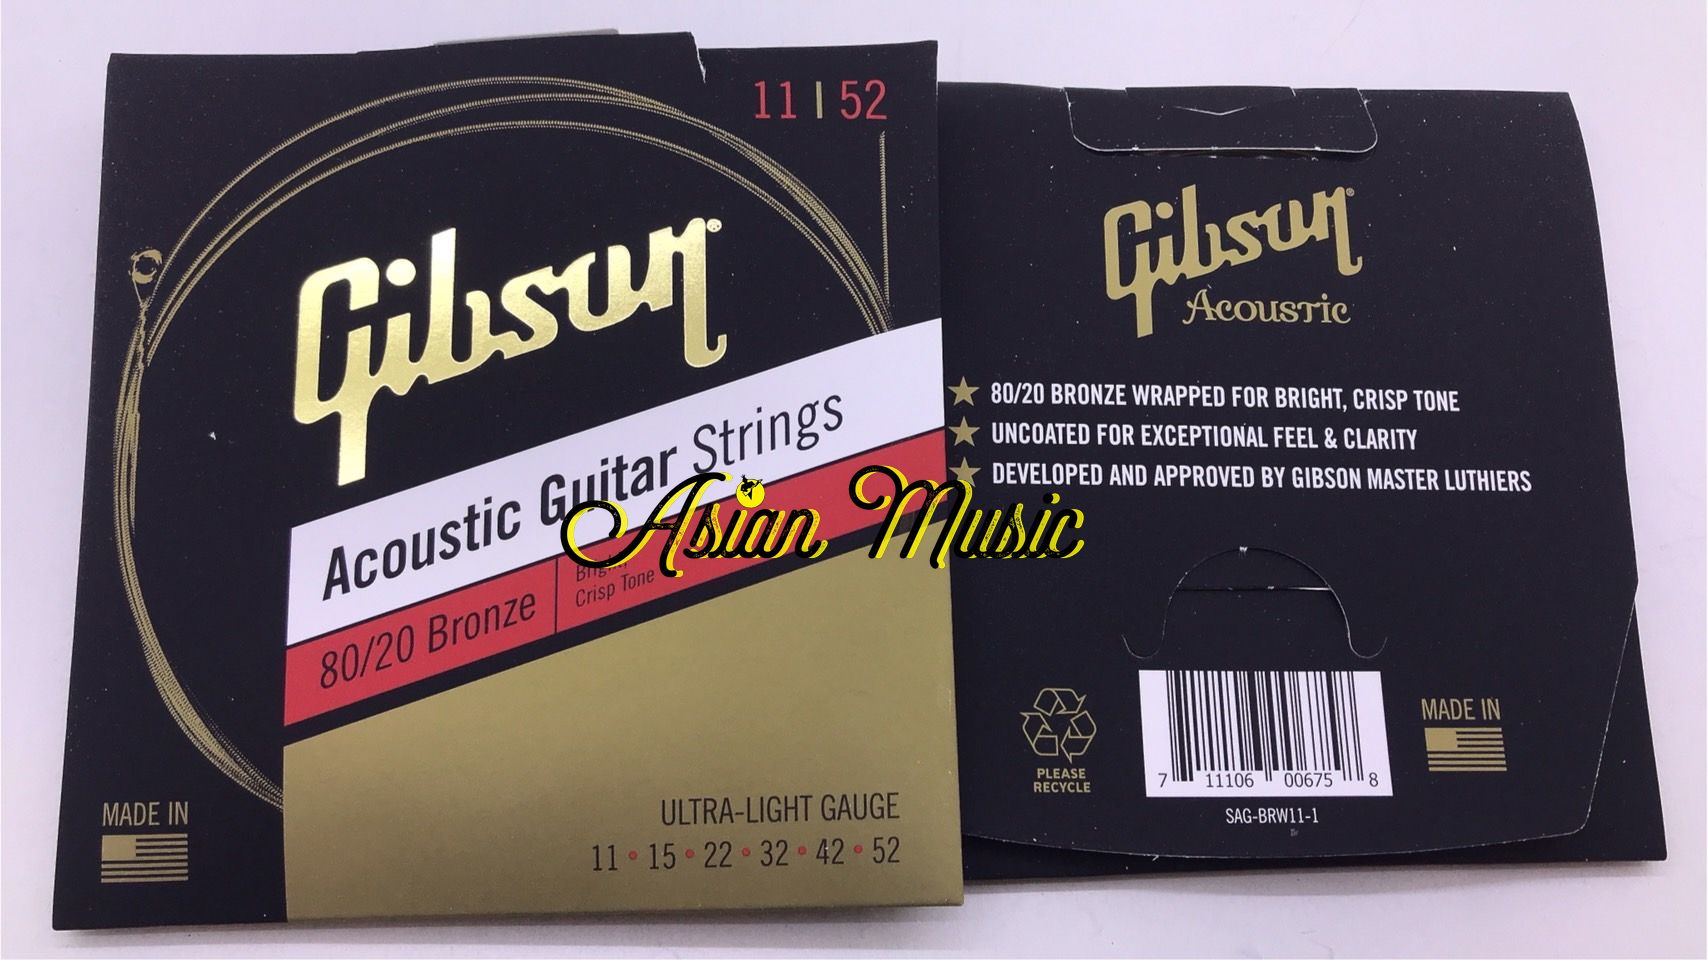 11 | 52
Gibson®
Acoustic Guitar Strings
80/20 Bronze
Bright,
Crisp Tone
MADE IN
ULTRA-LIGHT GAUGE
11 • 15 • 22 • 32 • 42 • 52
Asian Music
Gibson®
Acoustic
★ 80/20 BRONZE WRAPPED FOR BRIGHT, CRISP TONE
★ UNCOATED FOR EXCEPTIONAL FEEL & CLARITY
★ DEVELOPED AND APPROVED BY GIBSON MASTER LUTHIERS
PLEASE
RECYCLE
7 11106 00675 8
SAG-BRW11-1
MADE IN